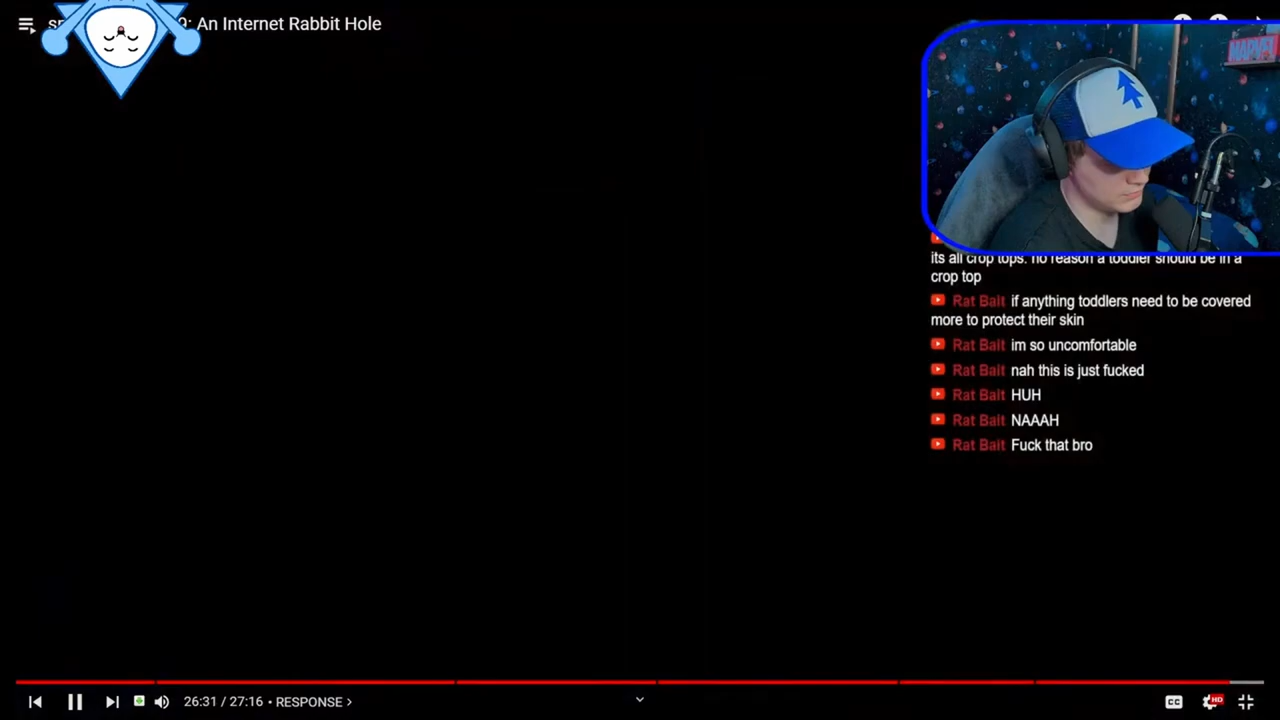 : An Internet Rabbit Hole
MARVEL
its all crop tops. no reason a toddler should be in a
crop top
Rat Bait if anything toddlers need to be covered
more to protect their skin
Rat Bait im so uncomfortable
Rat Bait nah this is just fucked
Rat Bait HUH
Rat Bait NAAAH
Rat Bait Fuck that bro
26:31 / 27:16 • RESPONSE >
CC
HD